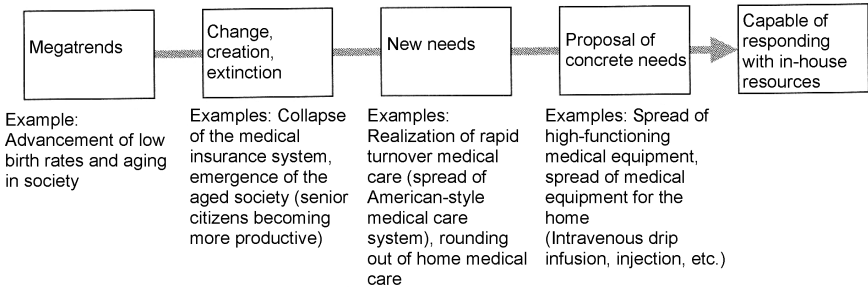 Megatrends
Change,
creation,
extinction
New needs
Proposal of
concrete needs
Capable of
responding
with in-house
resources
Example:
Advancement of low
birth rates and aging
in society
Examples: Collapse
of the medical
insurance system,
emergence of the
aged society (senior
citizens becoming
more productive)
Examples:
Realization of rapid
turnover medical
care (spread of
American-style
medical care
system), rounding
out of home medical
care
Examples: Spread of
high-functioning
medical equipment,
spread of medical
equipment for the
home
(Intravenous drip
infusion, injection, etc.)